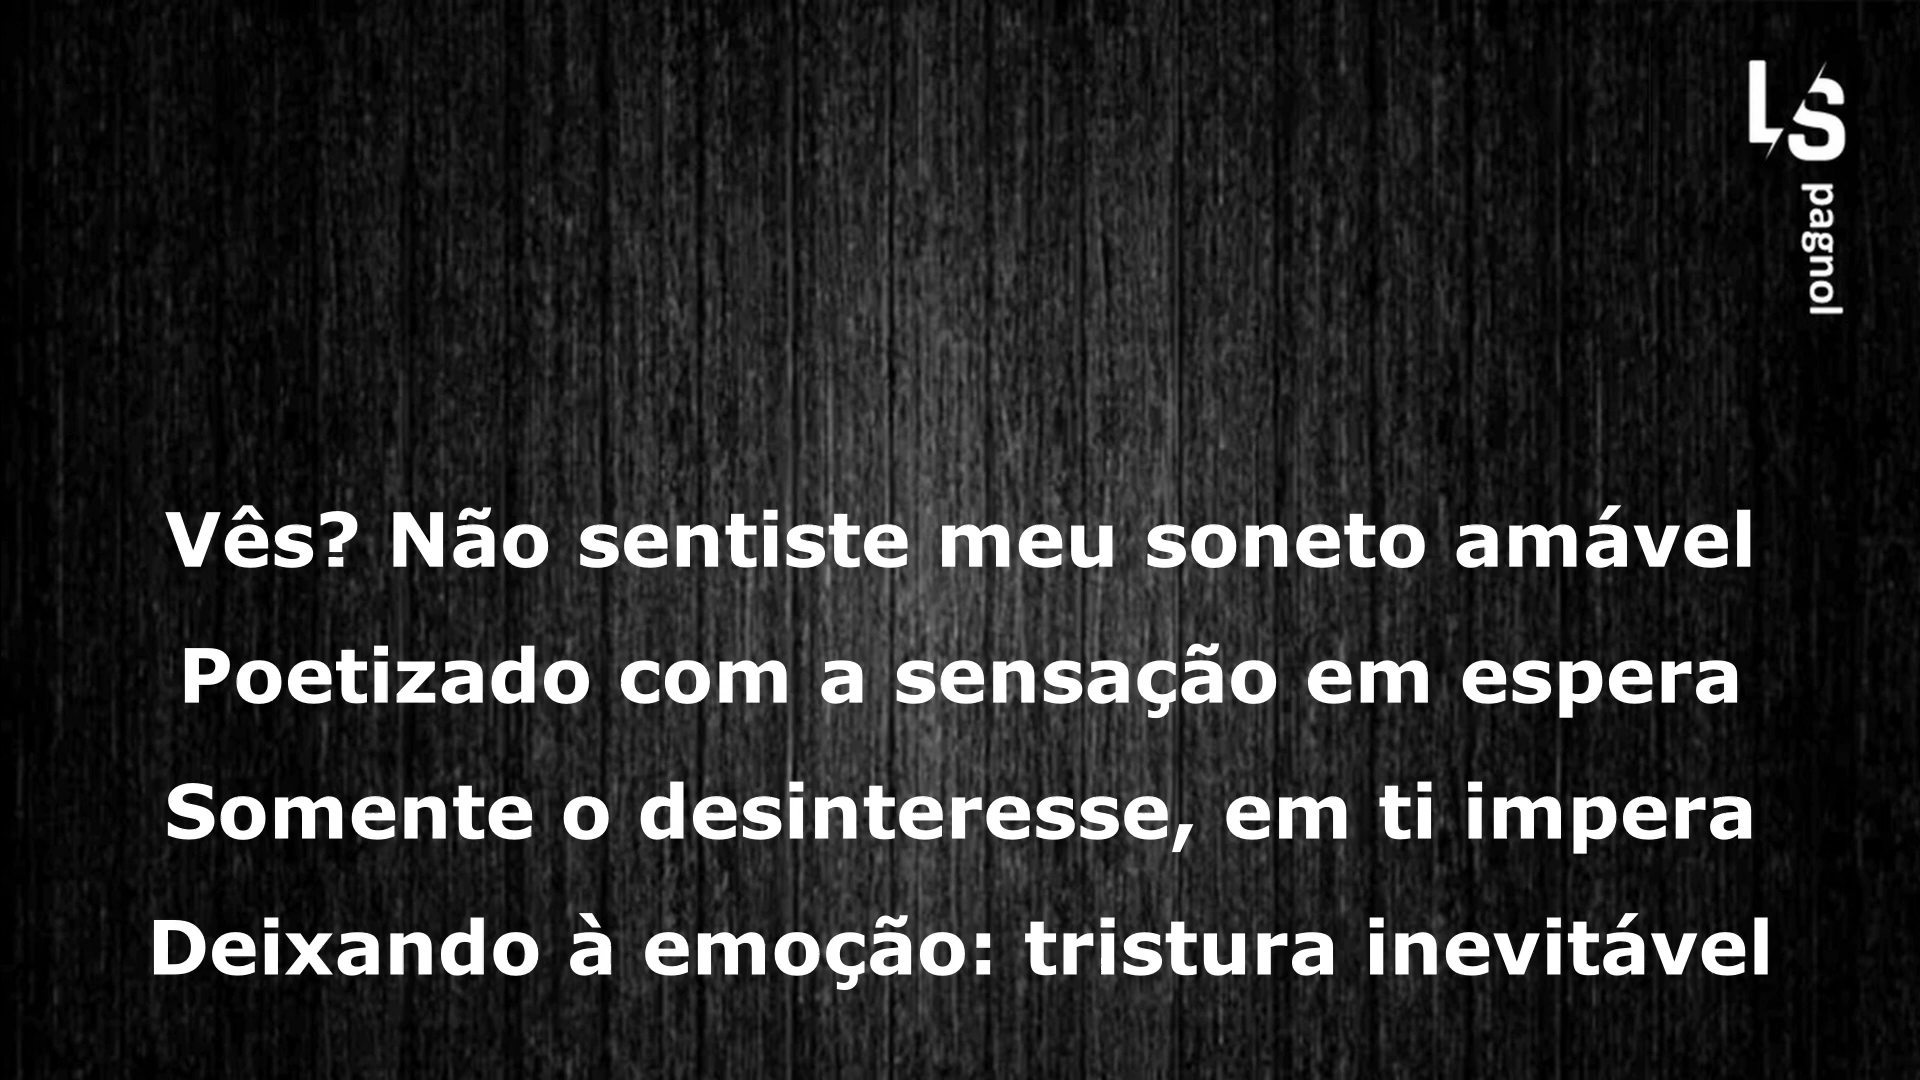 LS
pagnol
Vês? Não sentiste meu soneto amável
Poetizado com a sensação em espera
Somente o desinteresse, em ti impera
Deixando à emoção: tristura inevitável